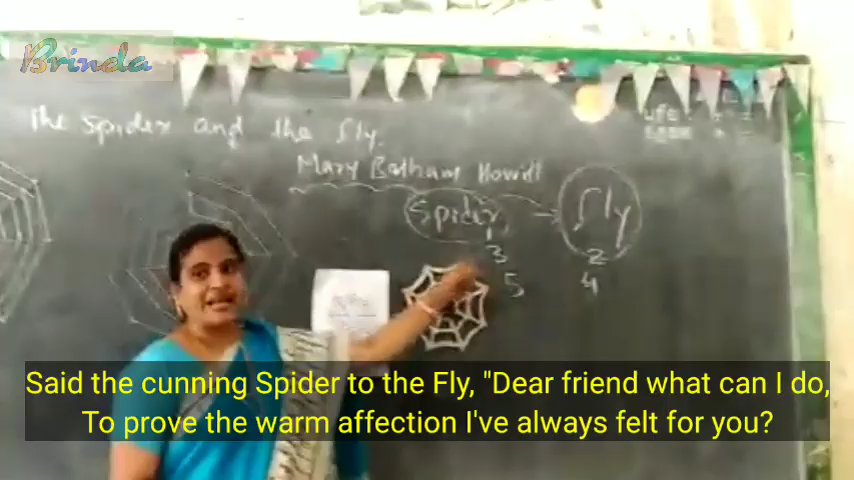 Brinda
The Spider and the fly.
Mary Botham Howitt
Spider fly
1
3 2
5 4
Said the cunning Spider to the Fly, "Dear friend what can I do,
To prove the warm affection I've always felt for you?